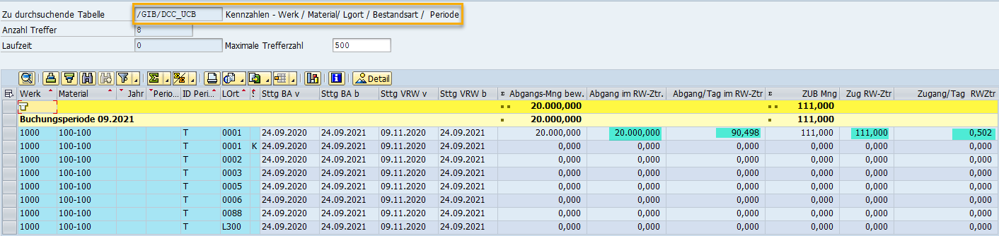 Zu durchsuchende Tabelle /GIB/DCC_UCB Kennzahlen - Werk / Material/ Lgort / Bestandsart / Periode
Anzahl Treffer 8
Laufzeit 0 Maximale Trefferzahl 500
Detail
Werk Material Jahr Perio... ID Peri... LOrt Sttg BA v Sttg BA b Sttg VRW v Sttg VRW b Abgangs-Mng bew. Abgang im RW-Ztr. Abgang/Tag im RW-Ztr ZUB Mng Zug RW-Ztr Zugang/Tag RWZtr
20.000,000 111,000
Buchungsperiode 09.2021 20.000,000 111,000
1000 100-100 T 0001 24.09.2020 24.09.2021 09.11.2020 24.09.2021 20.000,000 20.000,000 90,498 111,000 111,000 0,502
1000 100-100 T 0001 K 24.09.2020 24.09.2021 09.11.2020 24.09.2021 0,000 0,000 0,000 0,000 0,000 0,000
1000 100-100 T 0002 24.09.2020 24.09.2021 09.11.2020 24.09.2021 0,000 0,000 0,000 0,000 0,000 0,000
1000 100-100 T 0003 24.09.2020 24.09.2021 09.11.2020 24.09.2021 0,000 0,000 0,000 0,000 0,000 0,000
1000 100-100 T 0005 24.09.2020 24.09.2021 09.11.2020 24.09.2021 0,000 0,000 0,000 0,000 0,000 0,000
1000 100-100 T 0006 24.09.2020 24.09.2021 09.11.2020 24.09.2021 0,000 0,000 0,000 0,000 0,000 0,000
1000 100-100 T 0088 24.09.2020 24.09.2021 09.11.2020 24.09.2021 0,000 0,000 0,000 0,000 0,000 0,000
1000 100-100 T L300 24.09.2020 24.09.2021 09.11.2020 24.09.2021 0,000 0,000 0,000 0,000 0,000 0,000